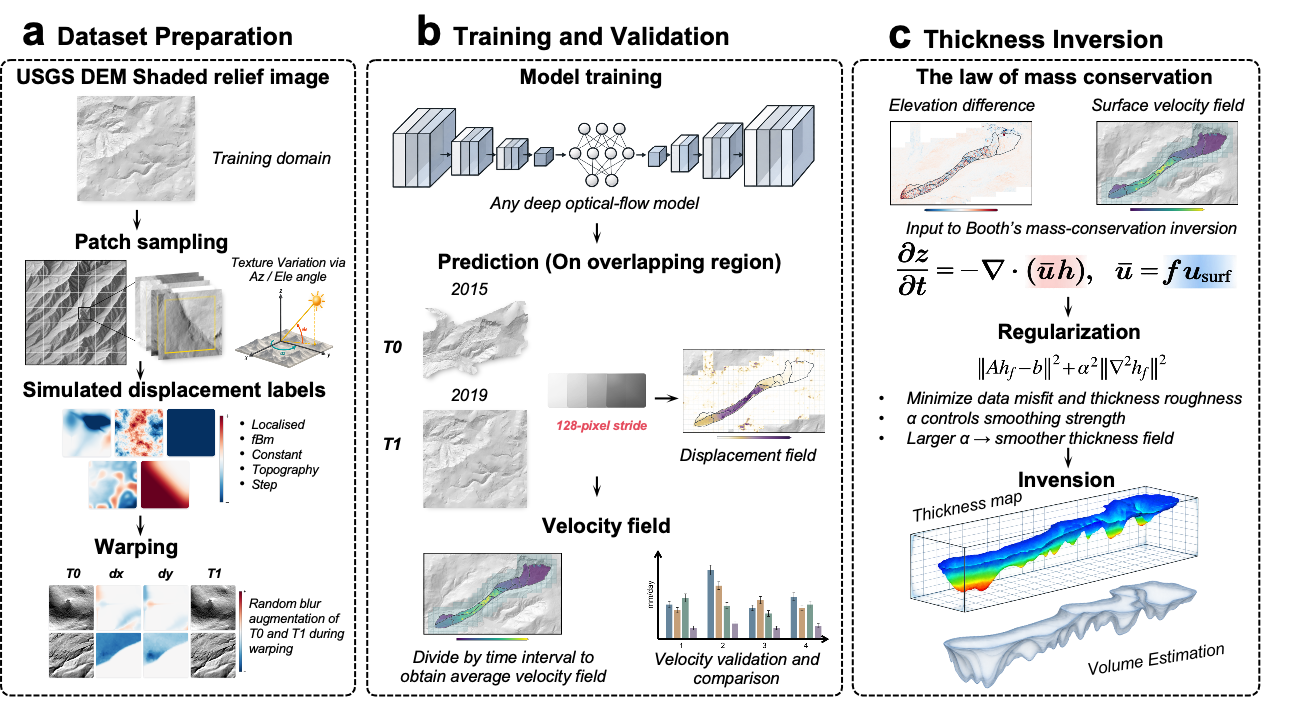 a Dataset Preparation
USGS DEM Shaded relief image
Training domain
Patch sampling
Texture Variation via
Az / Ele angle
Simulated displacement labels
• Localised
• fBm
• Constant
• Topography
• Step
Warping
T0 dx dy T1
Random blur
augmentation of
T0 and T1 during
warping
b Training and Validation
Model training
Any deep optical-flow model
Prediction (On overlapping region)
2015
T0
2019
T1
128-pixel stride
Displacement field
Velocity field
Divide by time interval to
obtain average velocity field
mm/day
1 2 3 4
Velocity validation and
comparison
c Thickness Inversion
The law of mass conservation
Elevation difference
Surface velocity field
Input to Booth's mass-conservation inversion
∂z/∂t = −∇ · (ū h), ū = f u_surf
Regularization
‖Ah_f − b‖² + α²‖∇²h_f‖²
• Minimize data misfit and thickness roughness
• α controls smoothing strength
• Larger α → smoother thickness field
Invension
Thickness map
Volume Estimation